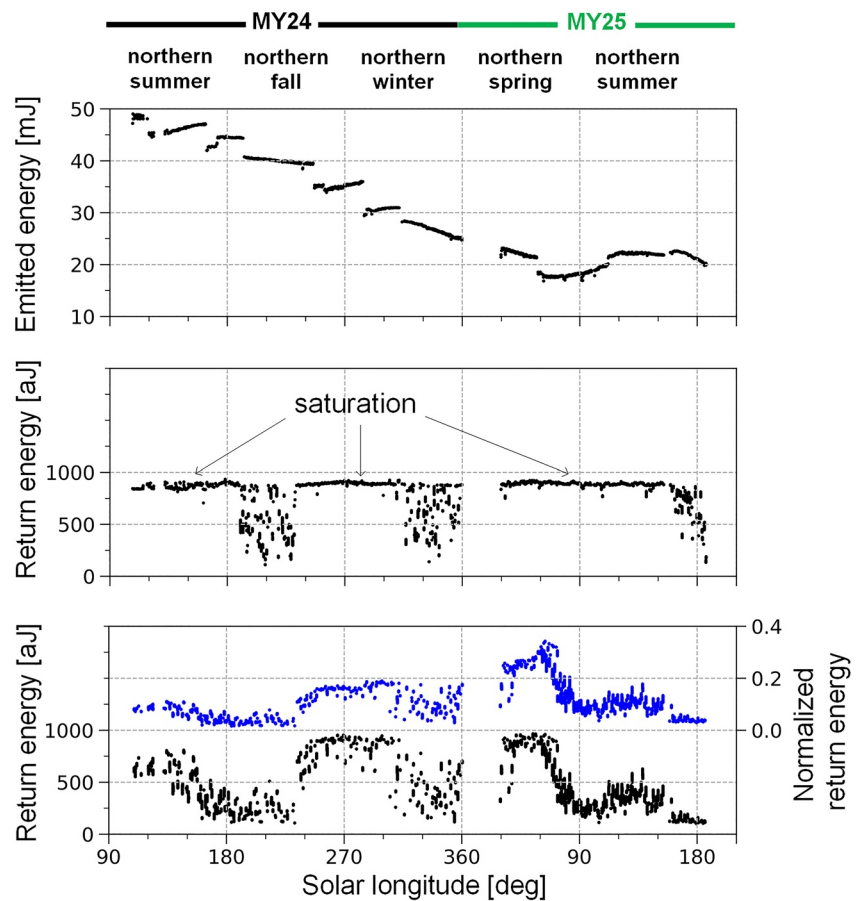 MY24 MY25
northern northern northern northern northern
summer fall winter spring summer
Emitted energy [mJ]
50
40
30
20
10
Return energy [aJ]
saturation
1000
500
0
Return energy [aJ]
1000
500
0
0.4
0.2
0.0
Normalized
return energy
90 180 270 360 90 180
Solar longitude [deg]